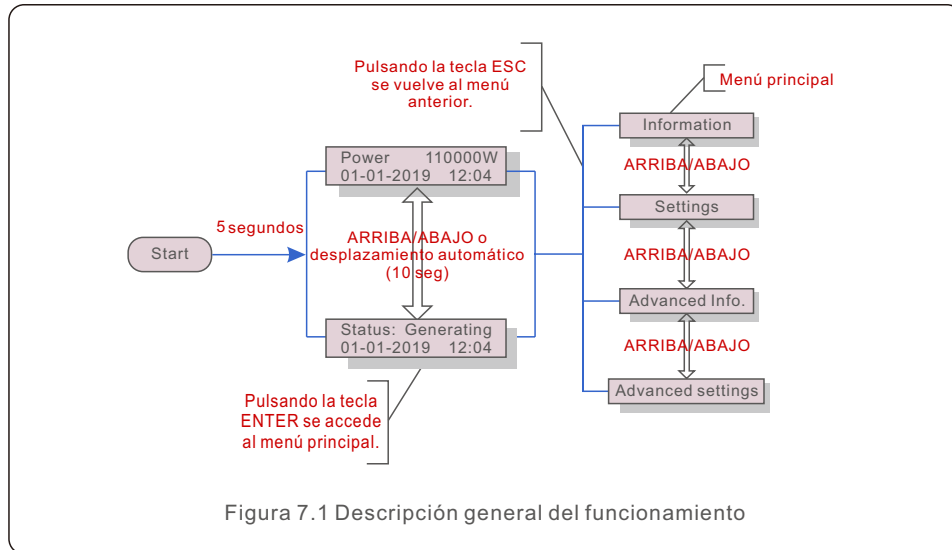 Pulsando la tecla ESC
se vuelve al menú
anterior.
Menú principal
Information
ARRIBA/ABAJO
Settings
ARRIBA/ABAJO
Advanced Info.
ARRIBA/ABAJO
Advanced settings
Power 110000W
01-01-2019 12:04
5 segundos
Start
ARRIBA/ABAJO o
desplazamiento automático
(10 seg)
Status: Generating
01-01-2019 12:04
Pulsando la tecla
ENTER se accede
al menú principal.
Figura 7.1 Descripción general del funcionamiento